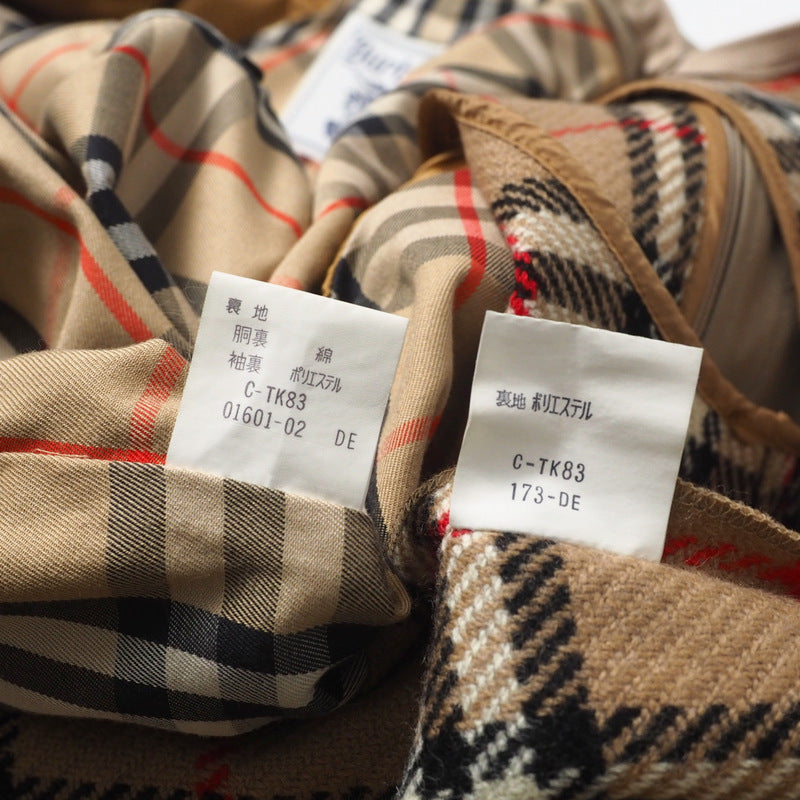 裏地
胴裏 綿
袖裏 ポリエステル
C-TK83
01601-02 DE
裏地 ポリエステル
C-TK83
173-DE